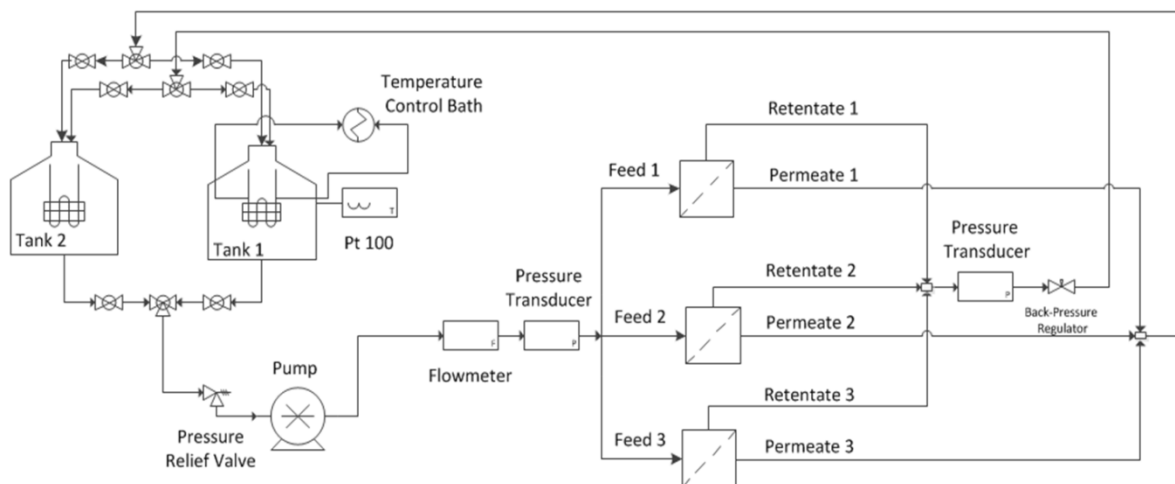 Temperature
Control Bath
Retentate 1
Feed 1
Permeate 1
Tank 2
Tank 1
T
Pt 100
Pressure
Transducer
Pressure
Transducer
Retentate 2
P
Back-Pressure
Regulator
Feed 2
Permeate 2
F
P
Flowmeter
Pump
Retentate 3
Pressure
Relief Valve
Feed 3
Permeate 3